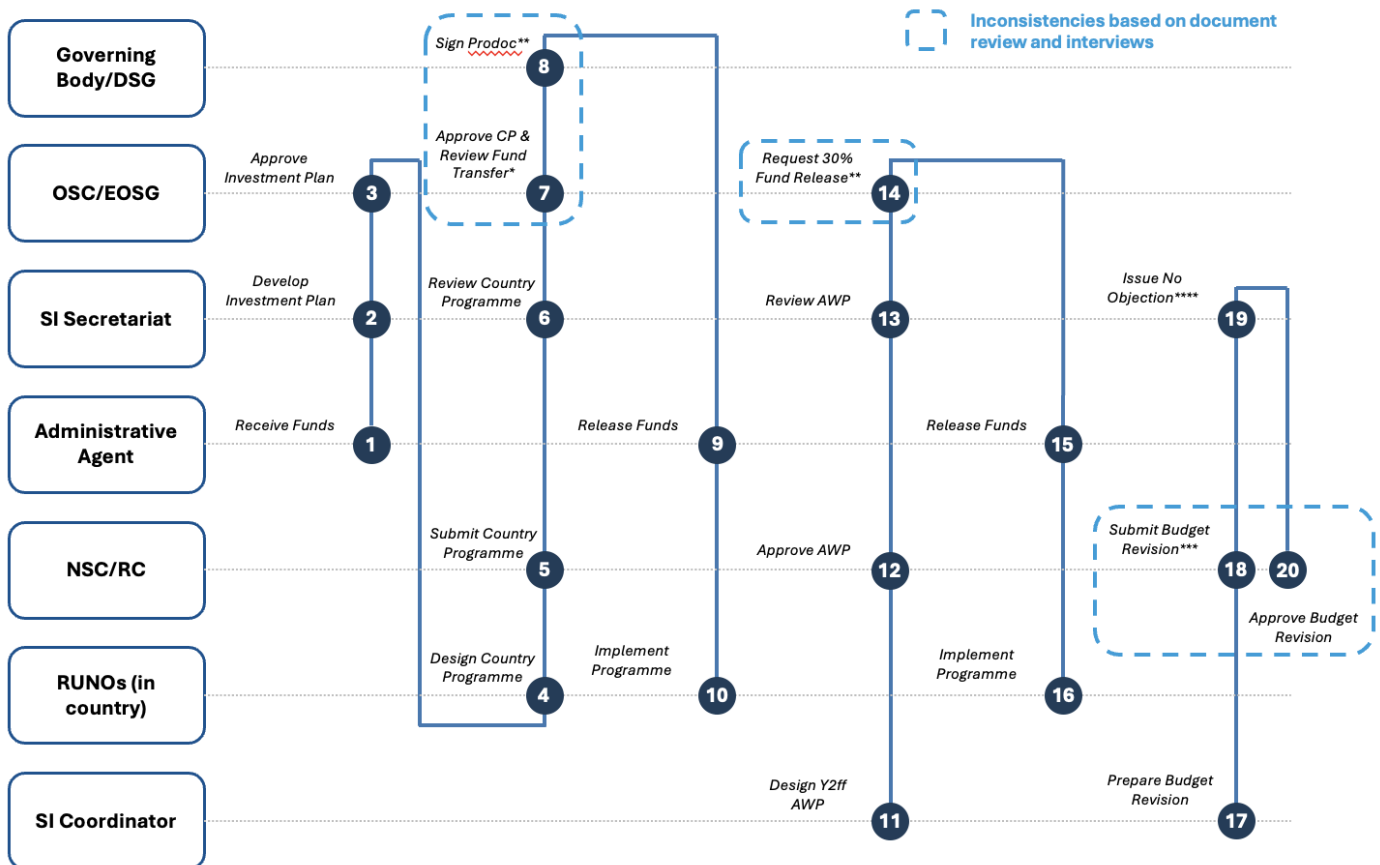 Inconsistencies based on document
review and interviews
Governing
Body/DSG
Sign Prodoc**
8
OSC/EOSG
Approve
Investment Plan
3
Approve CP &
Review Fund
Transfer*
7
Request 30%
Fund Release**
14
SI Secretariat
Develop
Investment Plan
2
Review Country
Programme
6
Review AWP
13
Issue No
Objection****
19
Administrative
Agent
Receive Funds
1
Release Funds
9
Release Funds
15
NSC/RC
Submit Country
Programme
5
Approve AWP
12
Submit Budget
Revision***
18
20
Approve Budget
Revision
RUNOs (in
country)
Design Country
Programme
4
Implement
Programme
10
Implement
Programme
16
SI Coordinator
Design Y2ff
AWP
11
Prepare Budget
Revision
17